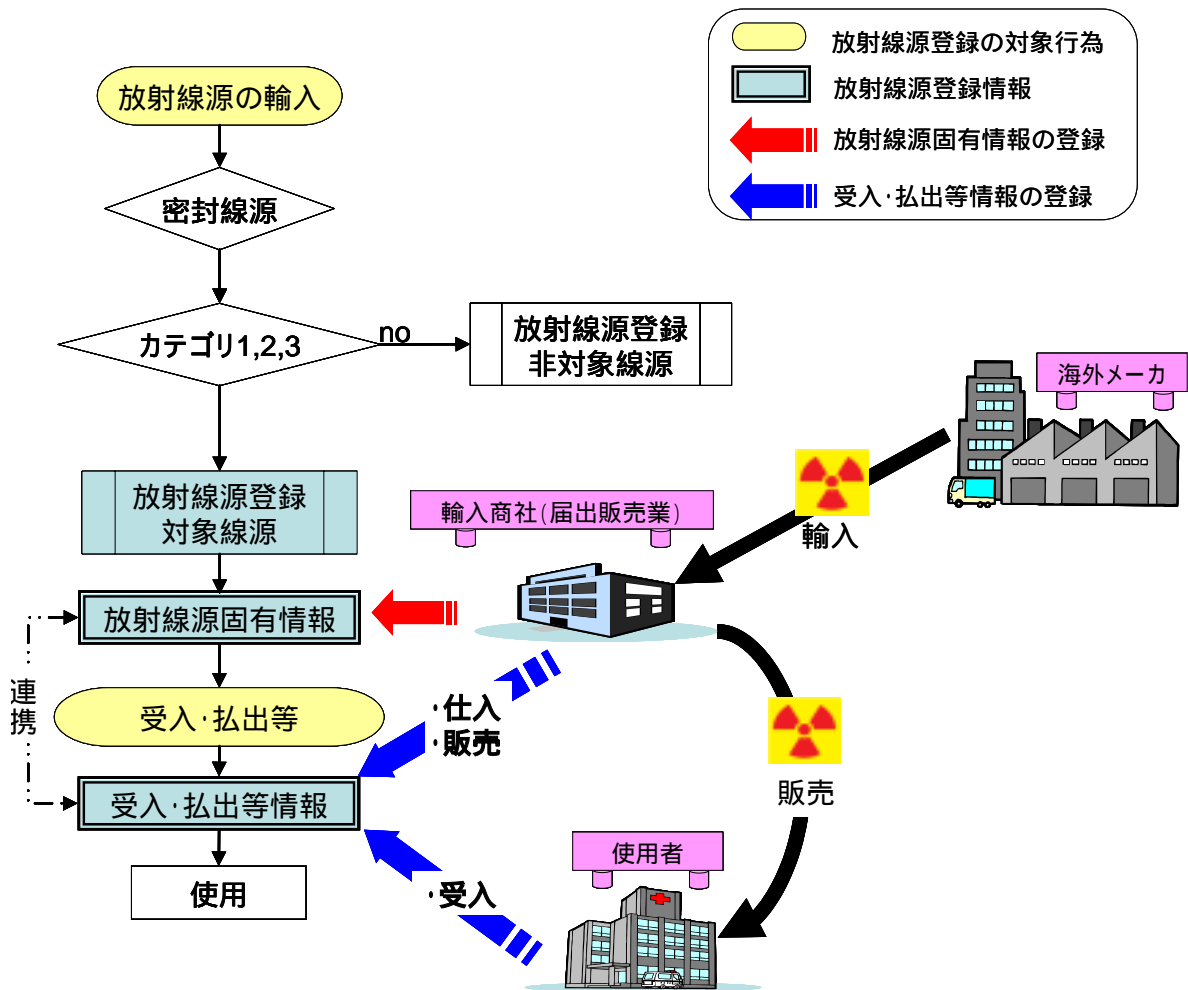 放射線源登録の対象行為
放射線源登録情報
放射線源固有情報の登録
受入・払出等情報の登録
放射線源の輸入
密封線源
カテゴリ1,2,3
no
放射線源登録
非対象線源
海外メーカ
放射線源登録
対象線源
輸入商社(届出販売業)
輸入
放射線源固有情報
連携
受入・払出等
・仕入
・販売
販売
受入・払出等情報
使用者
使用
・受入